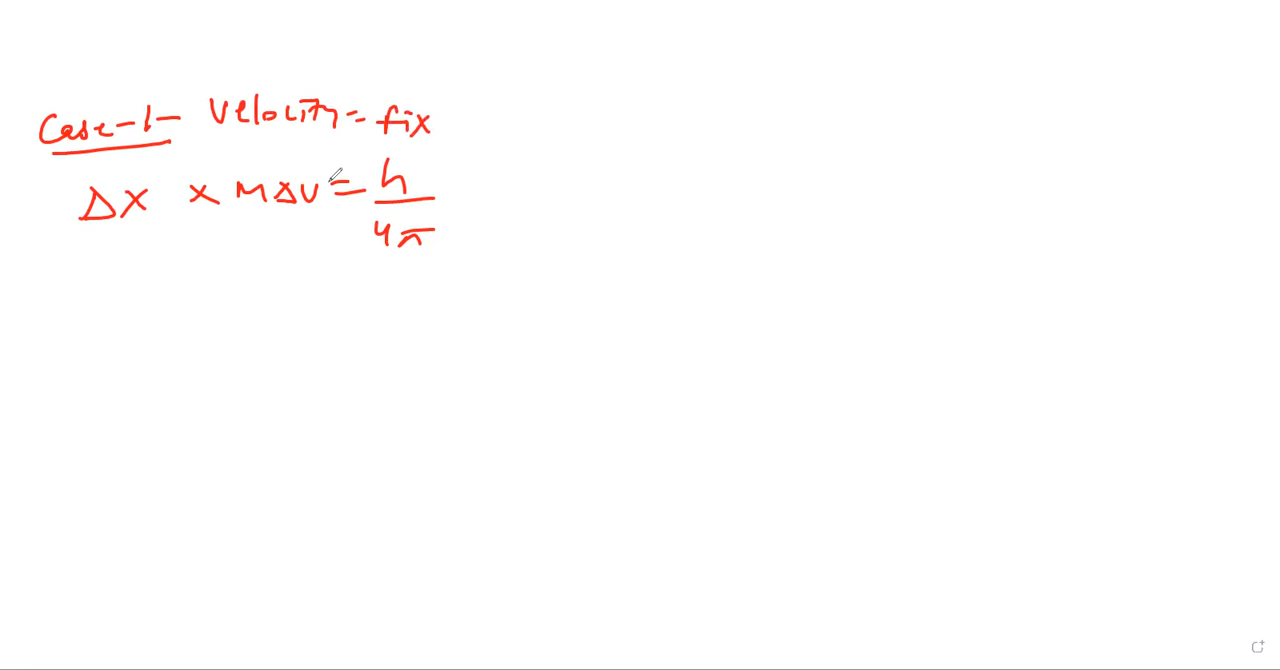 Case-1- Velocity = fix
Δx × mΔv = h/4π